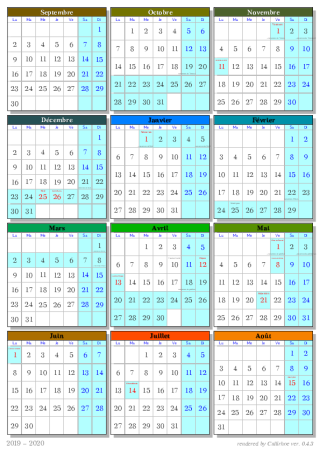 Septembre
Lu Ma Me Je Ve Sa Di
1
2 3 4 5 6 7 8
9 10 11 12 13 14 15
16 17 18 19 20 21 22
23 24 25 26 27 28 29
30
Octobre
Lu Ma Me Je Ve Sa Di
1 2 3 4 5 6
7 8 9 10 11 12 13
14 15 16 17 18 19 20
21 22 23 24 25 26 27
28 29 30 31
Novembre
Lu Ma Me Je Ve Sa Di
1 2 3
4 5 6 7 8 9 10
11 12 13 14 15 16 17
18 19 20 21 22 23 24
25 26 27 28 29 30
Décembre
Lu Ma Me Je Ve Sa Di
1
2 3 4 5 6 7 8
9 10 11 12 13 14 15
16 17 18 19 20 21 22
23 24 25 26 27 28 29
30 31
Janvier
Lu Ma Me Je Ve Sa Di
1 2 3 4 5
6 7 8 9 10 11 12
13 14 15 16 17 18 19
20 21 22 23 24 25 26
27 28 29 30 31
Février
Lu Ma Me Je Ve Sa Di
1 2
3 4 5 6 7 8 9
10 11 12 13 14 15 16
17 18 19 20 21 22 23
24 25 26 27 28 29
Mars
Lu Ma Me Je Ve Sa Di
1
2 3 4 5 6 7 8
9 10 11 12 13 14 15
16 17 18 19 20 21 22
23 24 25 26 27 28 29
30 31
Avril
Lu Ma Me Je Ve Sa Di
1 2 3 4 5
6 7 8 9 10 11 12
13 14 15 16 17 18 19
20 21 22 23 24 25 26
27 28 29 30
Mai
Lu Ma Me Je Ve Sa Di
1 2 3
4 5 6 7 8 9 10
11 12 13 14 15 16 17
18 19 20 21 22 23 24
25 26 27 28 29 30 31
Juin
Lu Ma Me Je Ve Sa Di
1 2 3 4 5 6 7
8 9 10 11 12 13 14
15 16 17 18 19 20 21
22 23 24 25 26 27 28
29 30
Juillet
Lu Ma Me Je Ve Sa Di
1 2 3 4 5
6 7 8 9 10 11 12
13 14 15 16 17 18 19
20 21 22 23 24 25 26
27 28 29 30 31
Août
Lu Ma Me Je Ve Sa Di
1 2
3 4 5 6 7 8 9
10 11 12 13 14 15 16
17 18 19 20 21 22 23
24 25 26 27 28 29 30
31
2019 – 2020
rendered by Calibrixe ver. 0.4.3